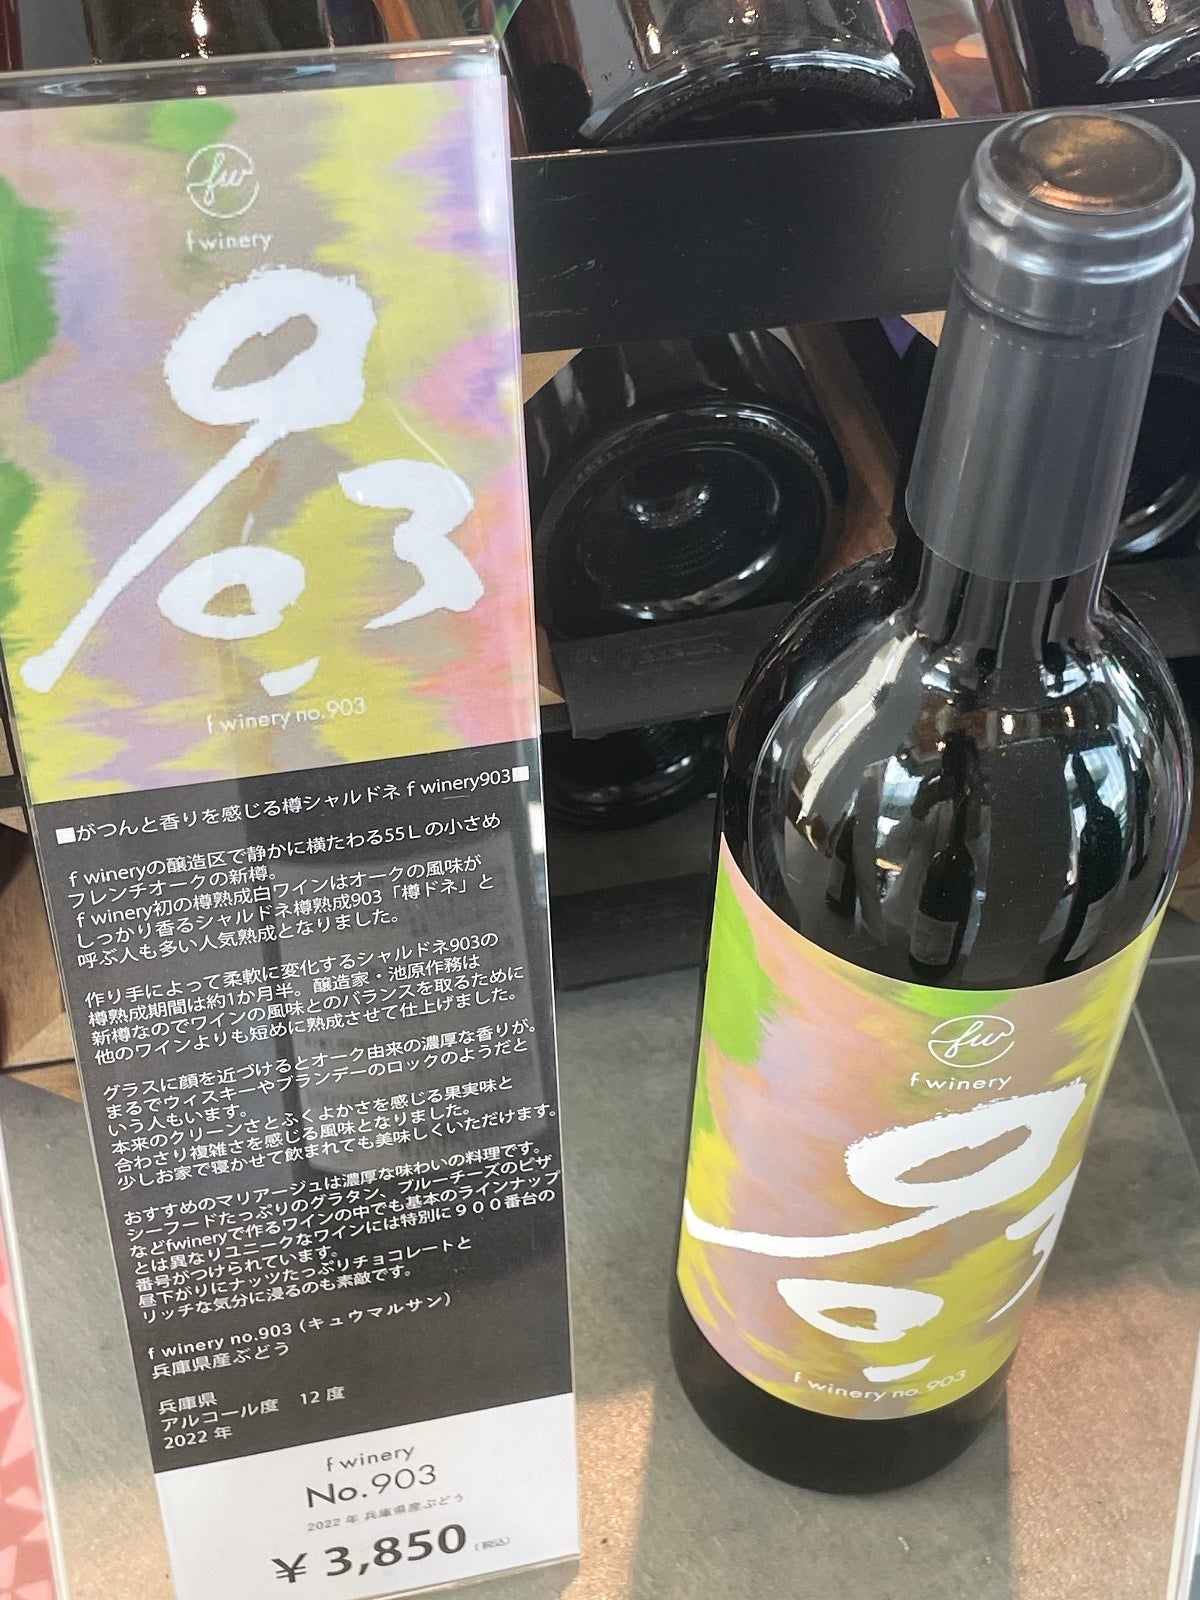 fw
f winery
903
f winery no.903
■がつんと香りを感じる樽シャルドネ f winery903■
f wineryの醸造区で静かに横たわる55Lの小さめ
フレンチオークの新樽。
f winery初の樽熟成白ワインはオークの風味が
しっかり香るシャルドネ樽熟成903「樽ドネ」と
呼ぶ人も多い人気熟成となりました。
作り手によって柔軟に変化するシャルドネ903の
樽熟成期間は約1か月半。醸造家・池原作務は
新樽なのでワインの風味とのバランスを取るために
他のワインよりも短めに熟成させて仕上げました。
グラスに顔を近づけるとオーク由来の濃厚な香りが。
まるでウィスキーやブランデーのロックのようだと
いう人もいます。
本来のクリーンさとふくよかさを感じる果実味と
合わさり複雑さを感じる風味となりました。
少しお家で寝かせて飲まれても美味しくいただけます。
おすすめのマリアージュは濃厚な味わいの料理です。
シーフードたっぷりのグラタン、ブルーチーズのピザ
などfwineryで作るワインの中でも基本のラインナップ
とは異なりユニークなワインには特別に９００番台の
番号がつけられています。
昼下がりにナッツたっぷりチョコレートと
リッチな気分に浸るのも素敵です。
f winery no.903 (キュウマルサン)
兵庫県産ぶどう
兵庫県
アルコール度 12 度
2022 年
f winery
No.903
2022 年 兵庫県産ぶどう
¥ 3,850 (税込)
fw
f winery
903
f winery no. 903